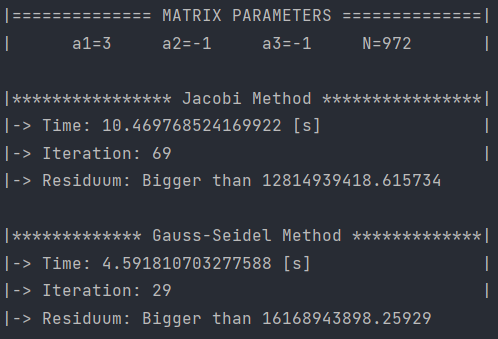 |============== MATRIX PARAMETERS ==============|
|      a1=3     a2=-1     a3=-1     N=972       |
|**************** Jacobi Method ****************|
|-> Time: 10.469768524169922 [s]                |
|-> Iteration: 69                               |
|-> Residuum: Bigger than 12814939418.615734
|************* Gauss-Seidel Method *************|
|-> Time: 4.591810703277588 [s]                 |
|-> Iteration: 29                               |
|-> Residuum: Bigger than 16168943898.25929